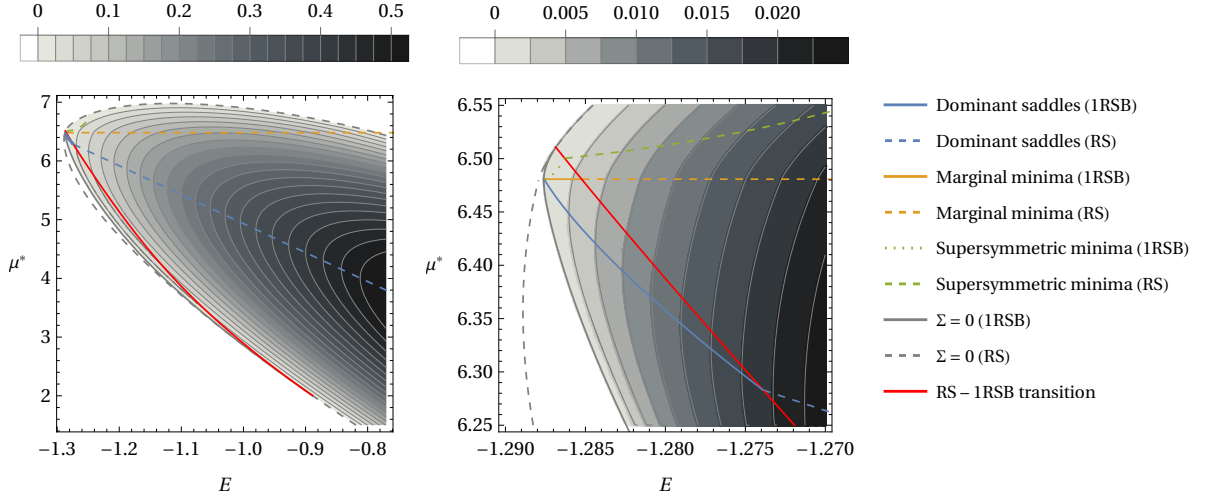 0 0.1 0.2 0.3 0.4 0.5
0 0.005 0.010 0.015 0.020
7
6
5
4
3
2
μ*
−1.3 −1.2 −1.1 −1.0 −0.9 −0.8
E
6.55
6.50
6.45
6.40
6.35
6.30
6.25
μ*
−1.290 −1.285 −1.280 −1.275 −1.270
E
Dominant saddles (1RSB)
Dominant saddles (RS)
Marginal minima (1RSB)
Marginal minima (RS)
Supersymmetric minima (1RSB)
Supersymmetric minima (RS)
Σ = 0 (1RSB)
Σ = 0 (RS)
RS – 1RSB transition